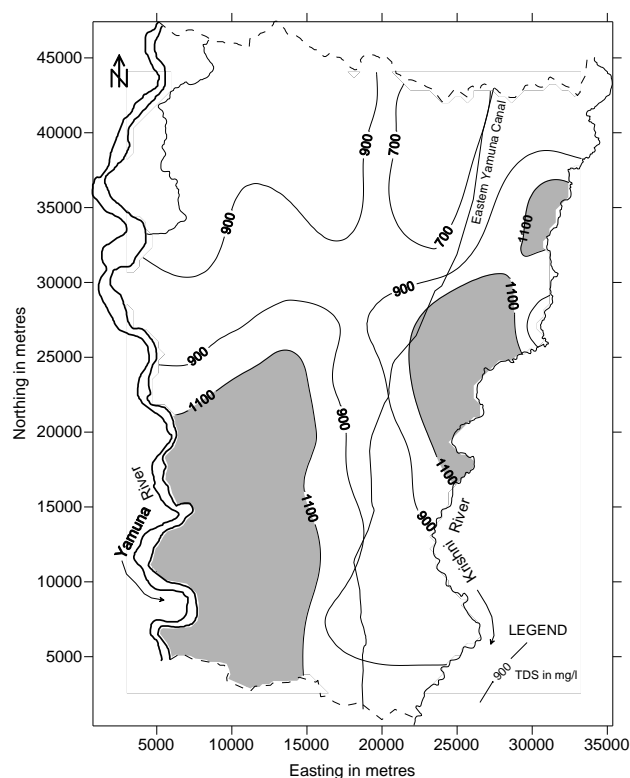 45000
40000
35000
30000
25000
20000
15000
10000
5000
Northing in metres
N
900
700
Eastern Yamuna Canal
900
700
1100
900
1100
900
1100
900
1100
1100
900
Yamuna River
Krishni River
LEGEND
900 TDS in mg/l
5000 10000 15000 20000 25000 30000 35000
Easting in metres